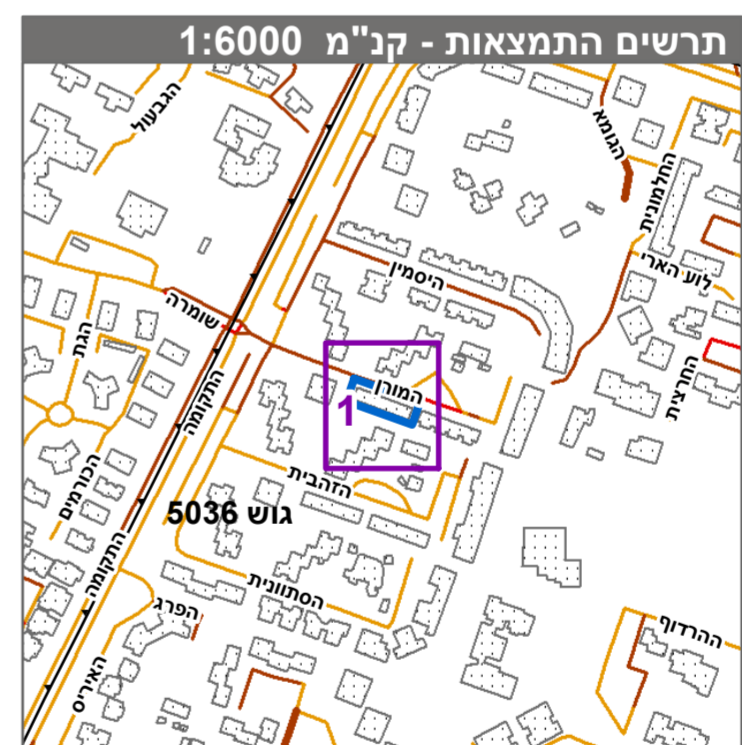 תרשים התמצאות - קנ"מ 1:6000
הגבעול
הגומא
החלמונית
לוע הארי
היסמין
שומרה
הגת
התקומה
המורן
1
החרצית
הזהבית
הכורמים
גוש 5036
התקומה
הסתוונית
הפרג
ההרדוף
האיריס